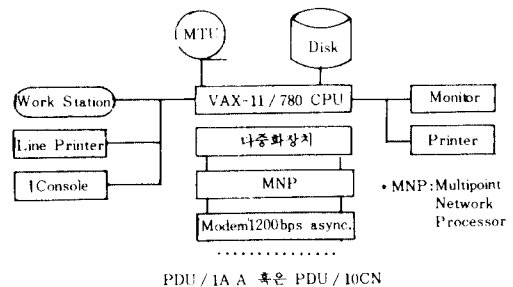 MTU
Disk
Work Station
VAX-11 / 780 CPU
Monitor
Line Printer
다중화장치
Printer
1Console
MNP
• MNP : Multipoint
Network
Processor
Modem1200bps async.
PDU / 1A A 혹은 PDU / 10CN